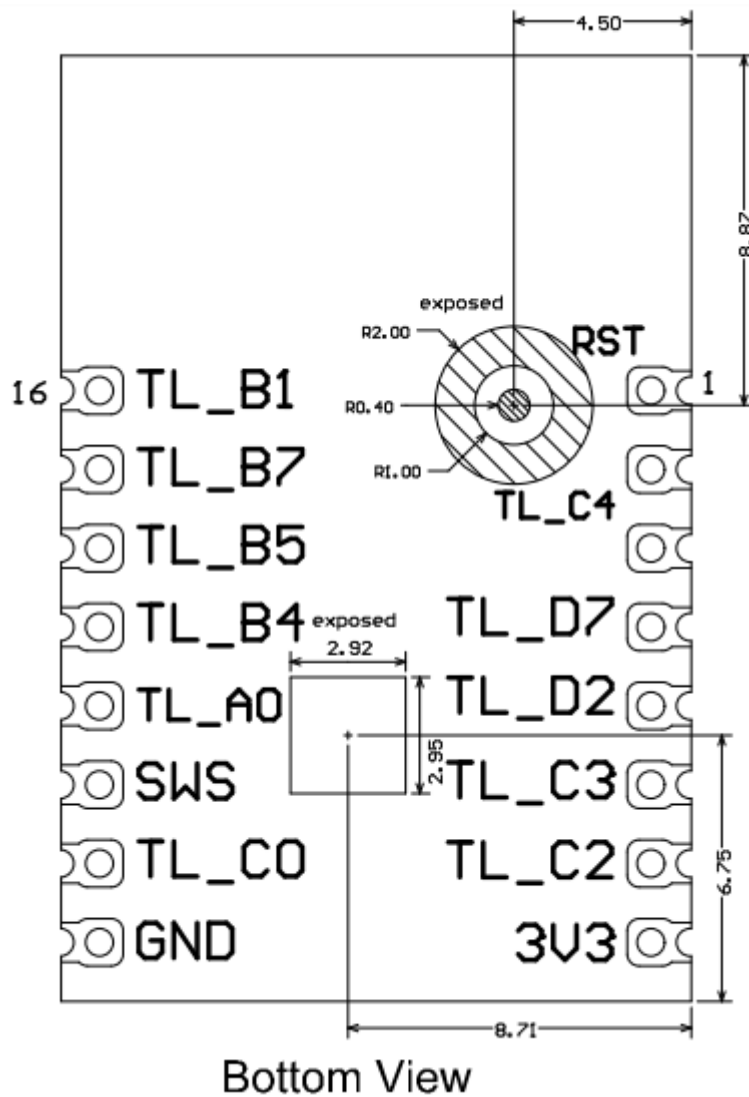 4.50
8.87
exposed
R2.00
RST
16
TL_B1
1
R0.40
R1.00
TL_B7
TL_C4
TL_B5
TL_B4
exposed
TL_D7
2.92
TL_A0
TL_D2
2.95
SWS
TL_C3
TL_C0
TL_C2
6.75
GND
3V3
8.71
Bottom View